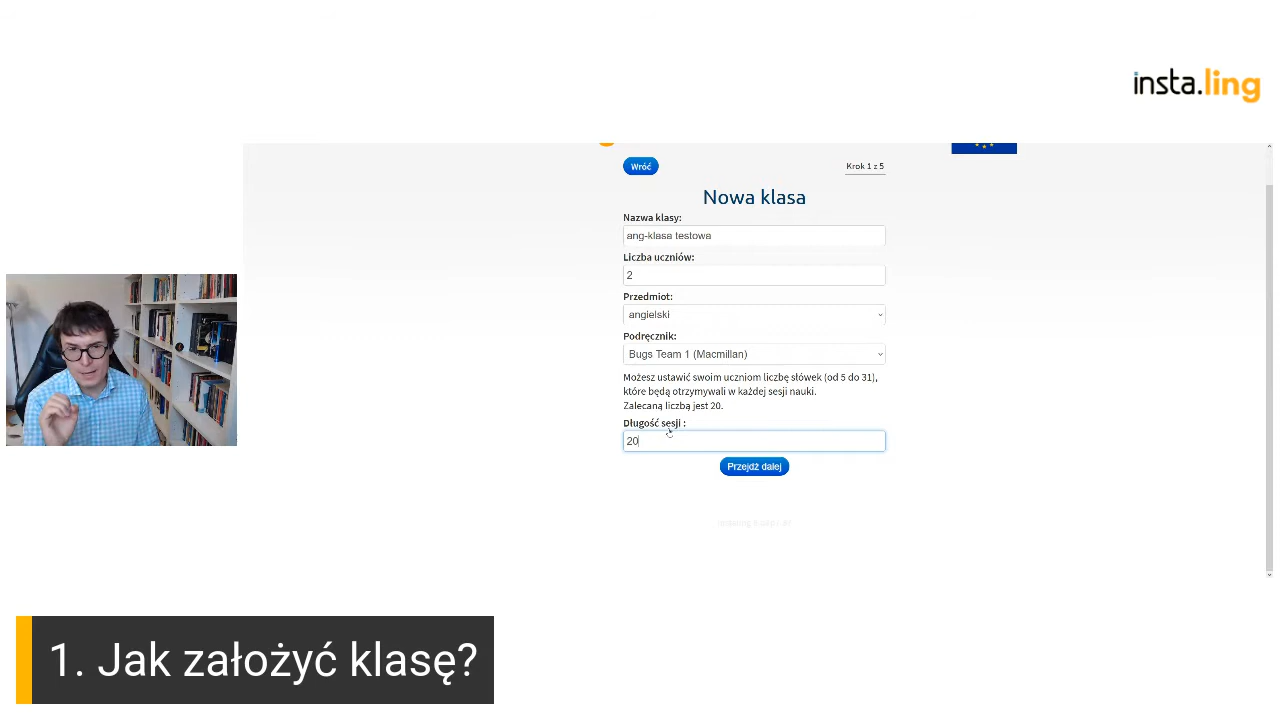 insta.ling
Wróć
Krok 1 z 5
Nowa klasa
Nazwa klasy:
ang-klasa testowa
Liczba uczniów:
2
Przedmiot:
angielski
Podręcznik:
Bugs Team 1 (Macmillan)
Możesz ustawić swoim uczniom liczbę słówek (od 5 do 31),
które będą otrzymywali w każdej sesji nauki.
Zalecaną liczbą jest 20.
Długość sesji :
20
Przejdź dalej
1. Jak założyć klasę?